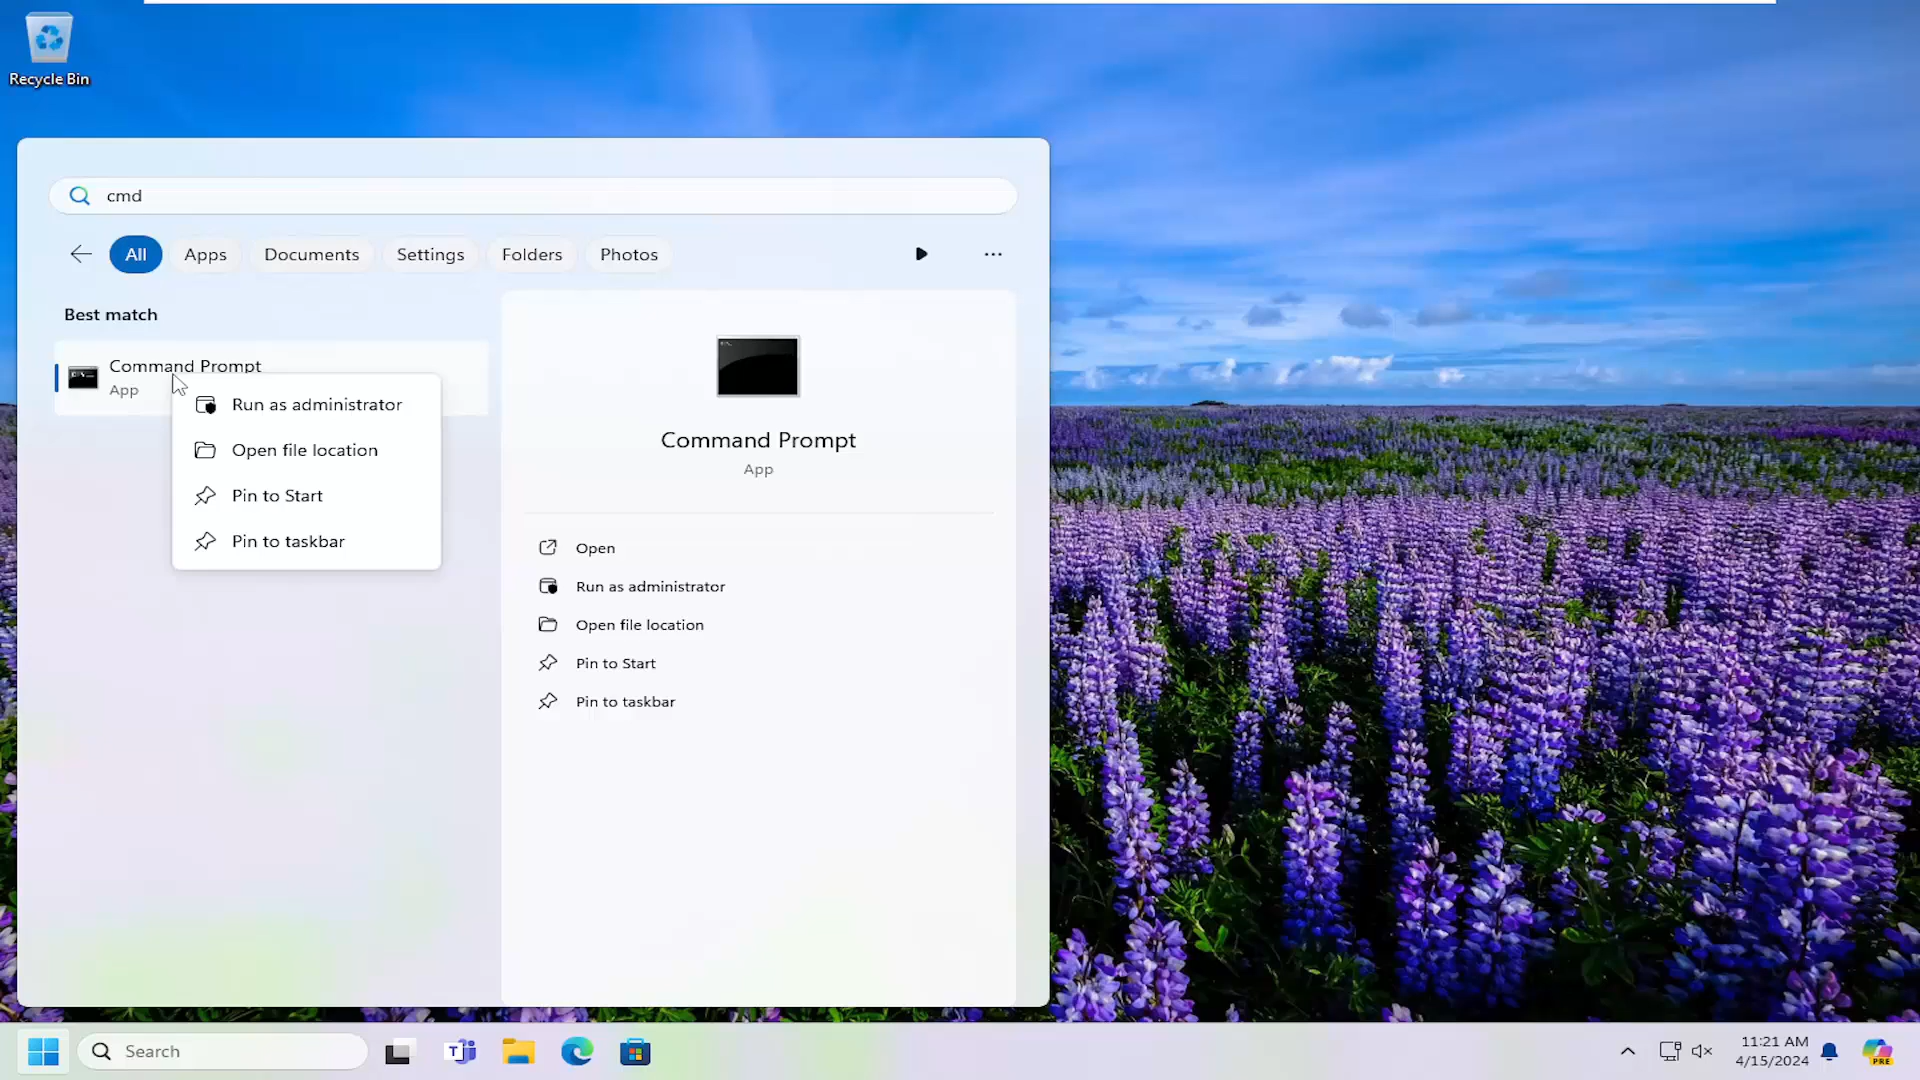 Recycle Bin
cmd
All Apps Documents Settings Folders Photos
Best match
Command Prompt
App
Run as administrator
Open file location
Pin to Start
Pin to taskbar
Command Prompt
App
Open
Run as administrator
Open file location
Pin to Start
Pin to taskbar
Search
11:21 AM
4/15/2024
PRE